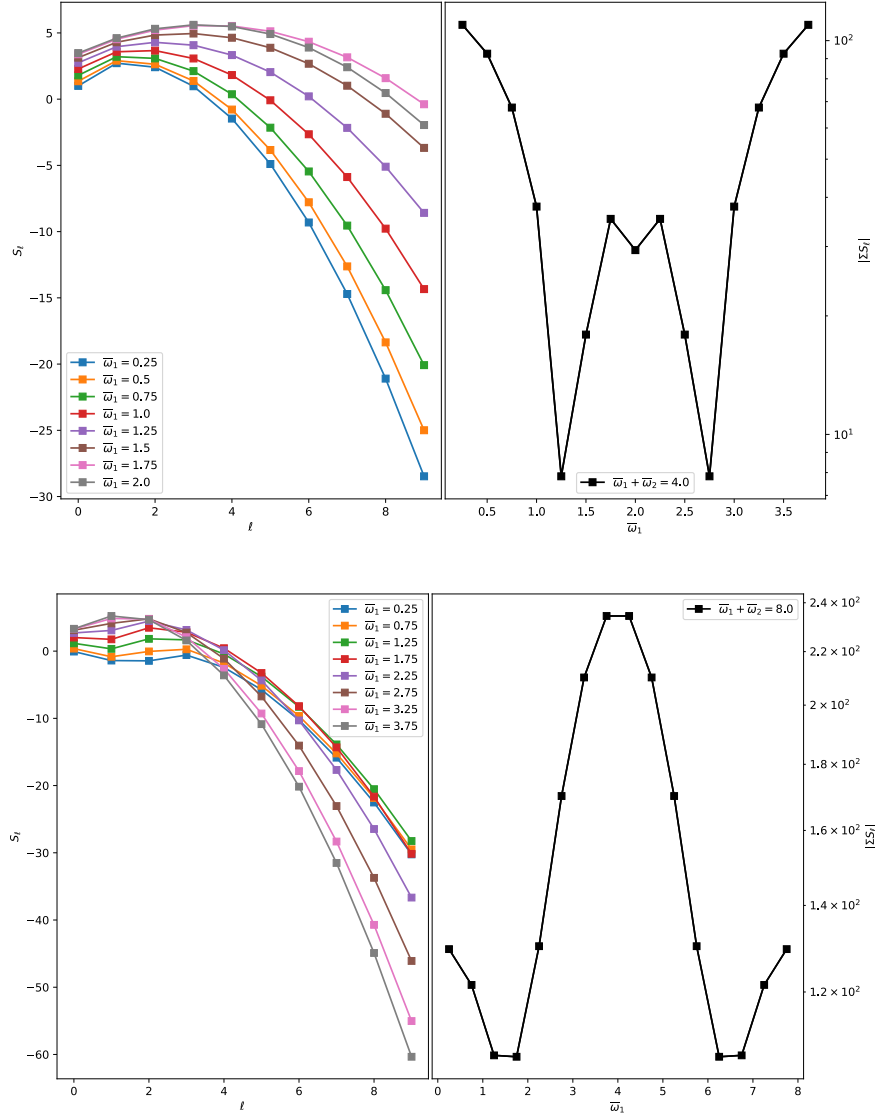 5
0
−5
−10
−15
−20
−25
−30
S_ℓ
0 2 4 6 8
ℓ
ω̅₁ = 0.25
ω̅₁ = 0.5
ω̅₁ = 0.75
ω̅₁ = 1.0
ω̅₁ = 1.25
ω̅₁ = 1.5
ω̅₁ = 1.75
ω̅₁ = 2.0
10²
10¹
|ΣS_ℓ|
ω̅₁ + ω̅₂ = 4.0
0.5 1.0 1.5 2.0 2.5 3.0 3.5
ω̅₁
0
−10
−20
−30
−40
−50
−60
S_ℓ
0 2 4 6 8
ℓ
ω̅₁ = 0.25
ω̅₁ = 0.75
ω̅₁ = 1.25
ω̅₁ = 1.75
ω̅₁ = 2.25
ω̅₁ = 2.75
ω̅₁ = 3.25
ω̅₁ = 3.75
ω̅₁ + ω̅₂ = 8.0
2.4 × 10²
2.2 × 10²
2 × 10²
1.8 × 10²
1.6 × 10²
1.4 × 10²
1.2 × 10²
|ΣS_ℓ|
0 1 2 3 4 5 6 7 8
ω̅₁